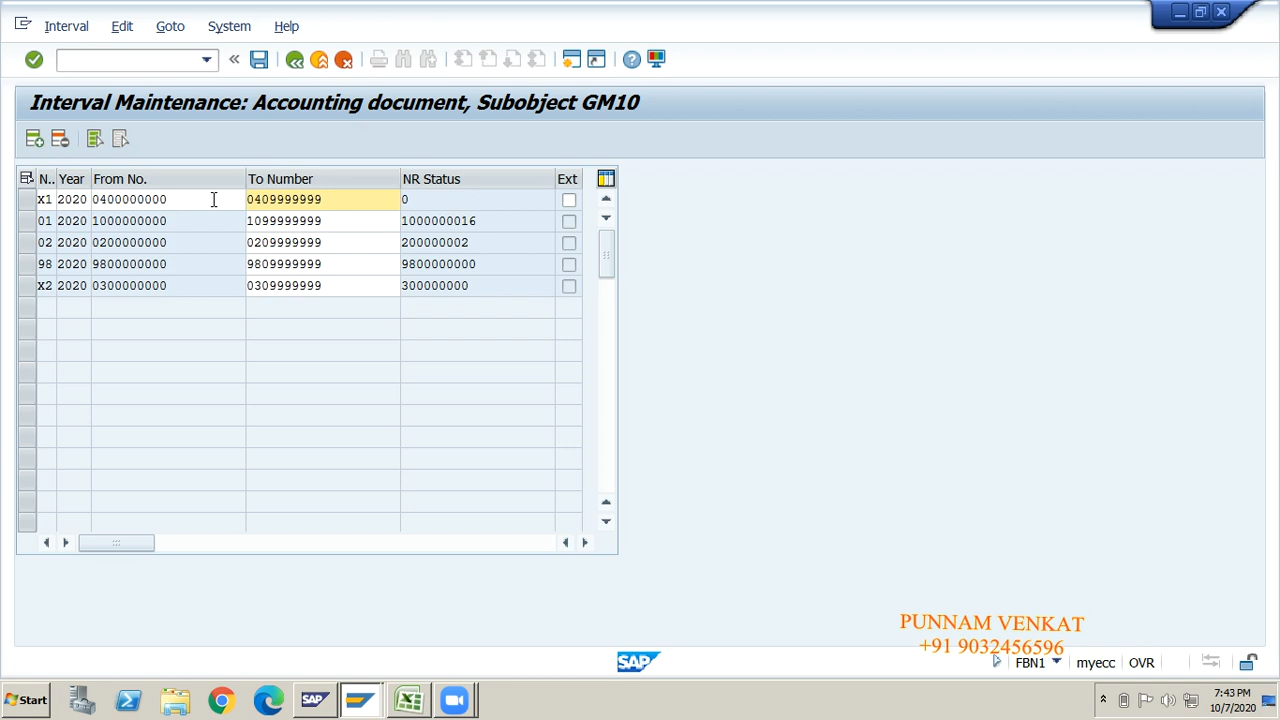 Interval Edit Goto System Help
Interval Maintenance: Accounting document, Subobject GM10
N.. Year From No. To Number NR Status Ext
X1 2020 0400000000 0409999999 0
01 2020 1000000000 1099999999 1000000016
02 2020 0200000000 0209999999 200000002
98 2020 9800000000 9809999999 9800000000
X2 2020 0300000000 0309999999 300000000
PUNNAM VENKAT
+91 9032456596
SAP FBN1 myecc OVR
Start SAP 7:43 PM
10/7/2020